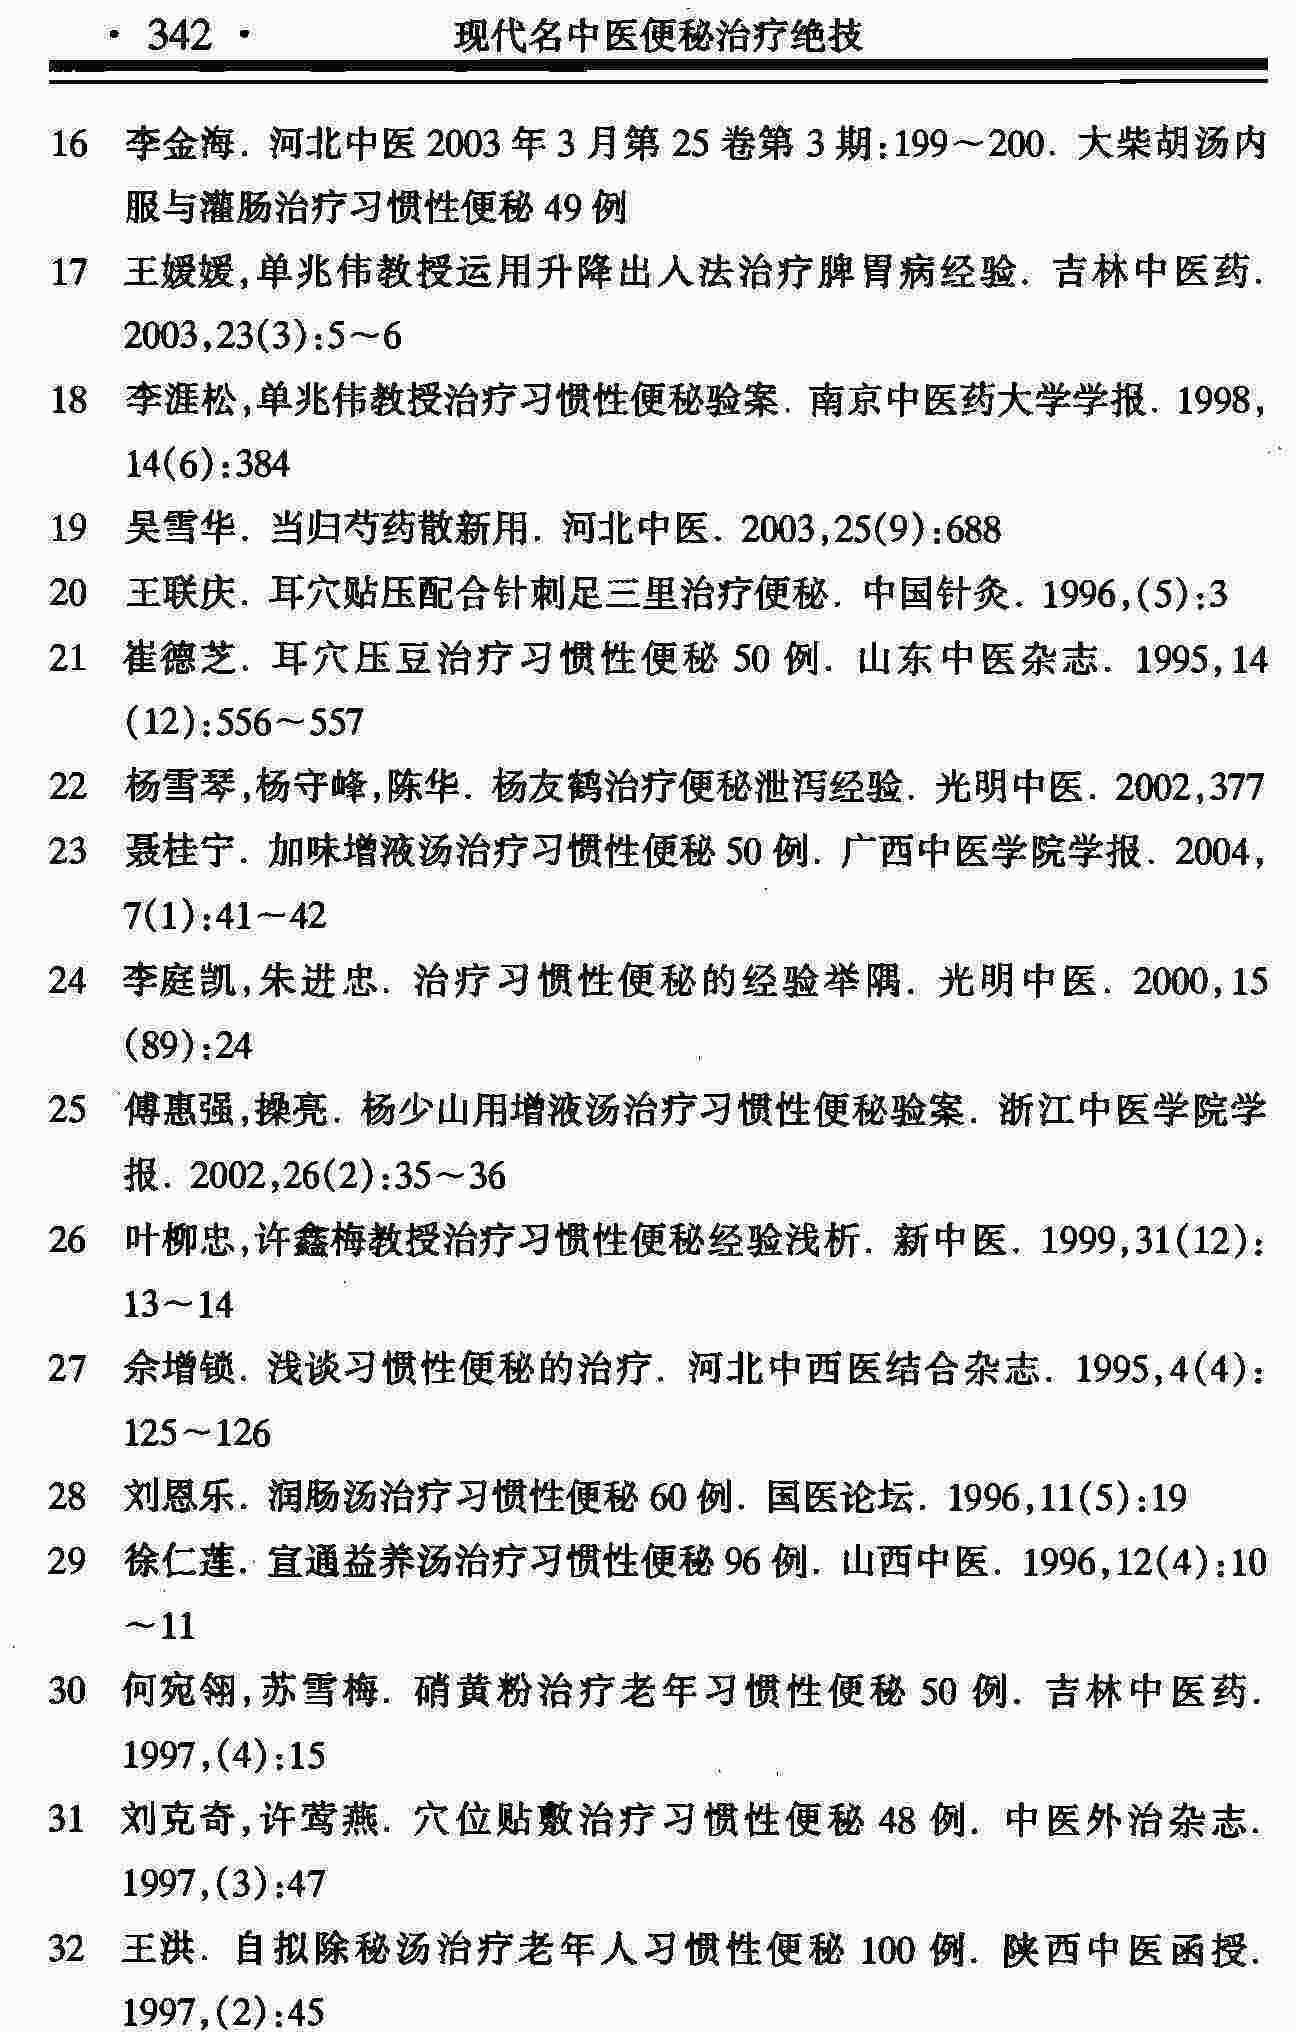 · 342 · 现代名中医便秘治疗绝技
16 李金海. 河北中医 2003 年 3 月第 25 卷第 3 期:199~200. 大柴胡汤内
服与灌肠治疗习惯性便秘 49 例
17 王嫒嫒,单兆伟教授运用升降出入法治疗脾胃病经验. 吉林中医药.
2003,23(3):5~6
18 李涯松,单兆伟教授治疗习惯性便秘验案. 南京中医药大学学报. 1998,
14(6):384
19 吴雪华. 当归芍药散新用. 河北中医. 2003,25(9):688
20 王联庆. 耳穴贴压配合针刺足三里治疗便秘. 中国针灸. 1996,(5):3
21 崔德芝. 耳穴压豆治疗习惯性便秘 50 例. 山东中医杂志. 1995,14
(12):556~557
22 杨雪琴,杨守峰,陈华. 杨友鹤治疗便秘泄泻经验. 光明中医. 2002,377
23 聂桂宁. 加味增液汤治疗习惯性便秘 50 例. 广西中医学院学报. 2004,
7(1):41~42
24 李庭凯,朱进忠. 治疗习惯性便秘的经验举隅. 光明中医. 2000,15
(89):24
25 傅惠强,操亮. 杨少山用增液汤治疗习惯性便秘验案. 浙江中医学院学
报. 2002,26(2):35~36
26 叶柳忠,许鑫梅教授治疗习惯性便秘经验浅析. 新中医. 1999,31(12):
13~14
27 佘增锁. 浅谈习惯性便秘的治疗. 河北中西医结合杂志. 1995,4(4):
125~126
28 刘恩乐. 润肠汤治疗习惯性便秘 60 例. 国医论坛. 1996,11(5):19
29 徐仁莲. 宣通益养汤治疗习惯性便秘 96 例. 山西中医. 1996,12(4):10
~11
30 何宛翎,苏雪梅. 硝黄粉治疗老年习惯性便秘 50 例. 吉林中医药.
1997,(4):15
31 刘克奇,许莺燕. 穴位贴敷治疗习惯性便秘 48 例. 中医外治杂志.
1997,(3):47
32 王洪. 自拟除秘汤治疗老年人习惯性便秘 100 例. 陕西中医函授.
1997,(2):45